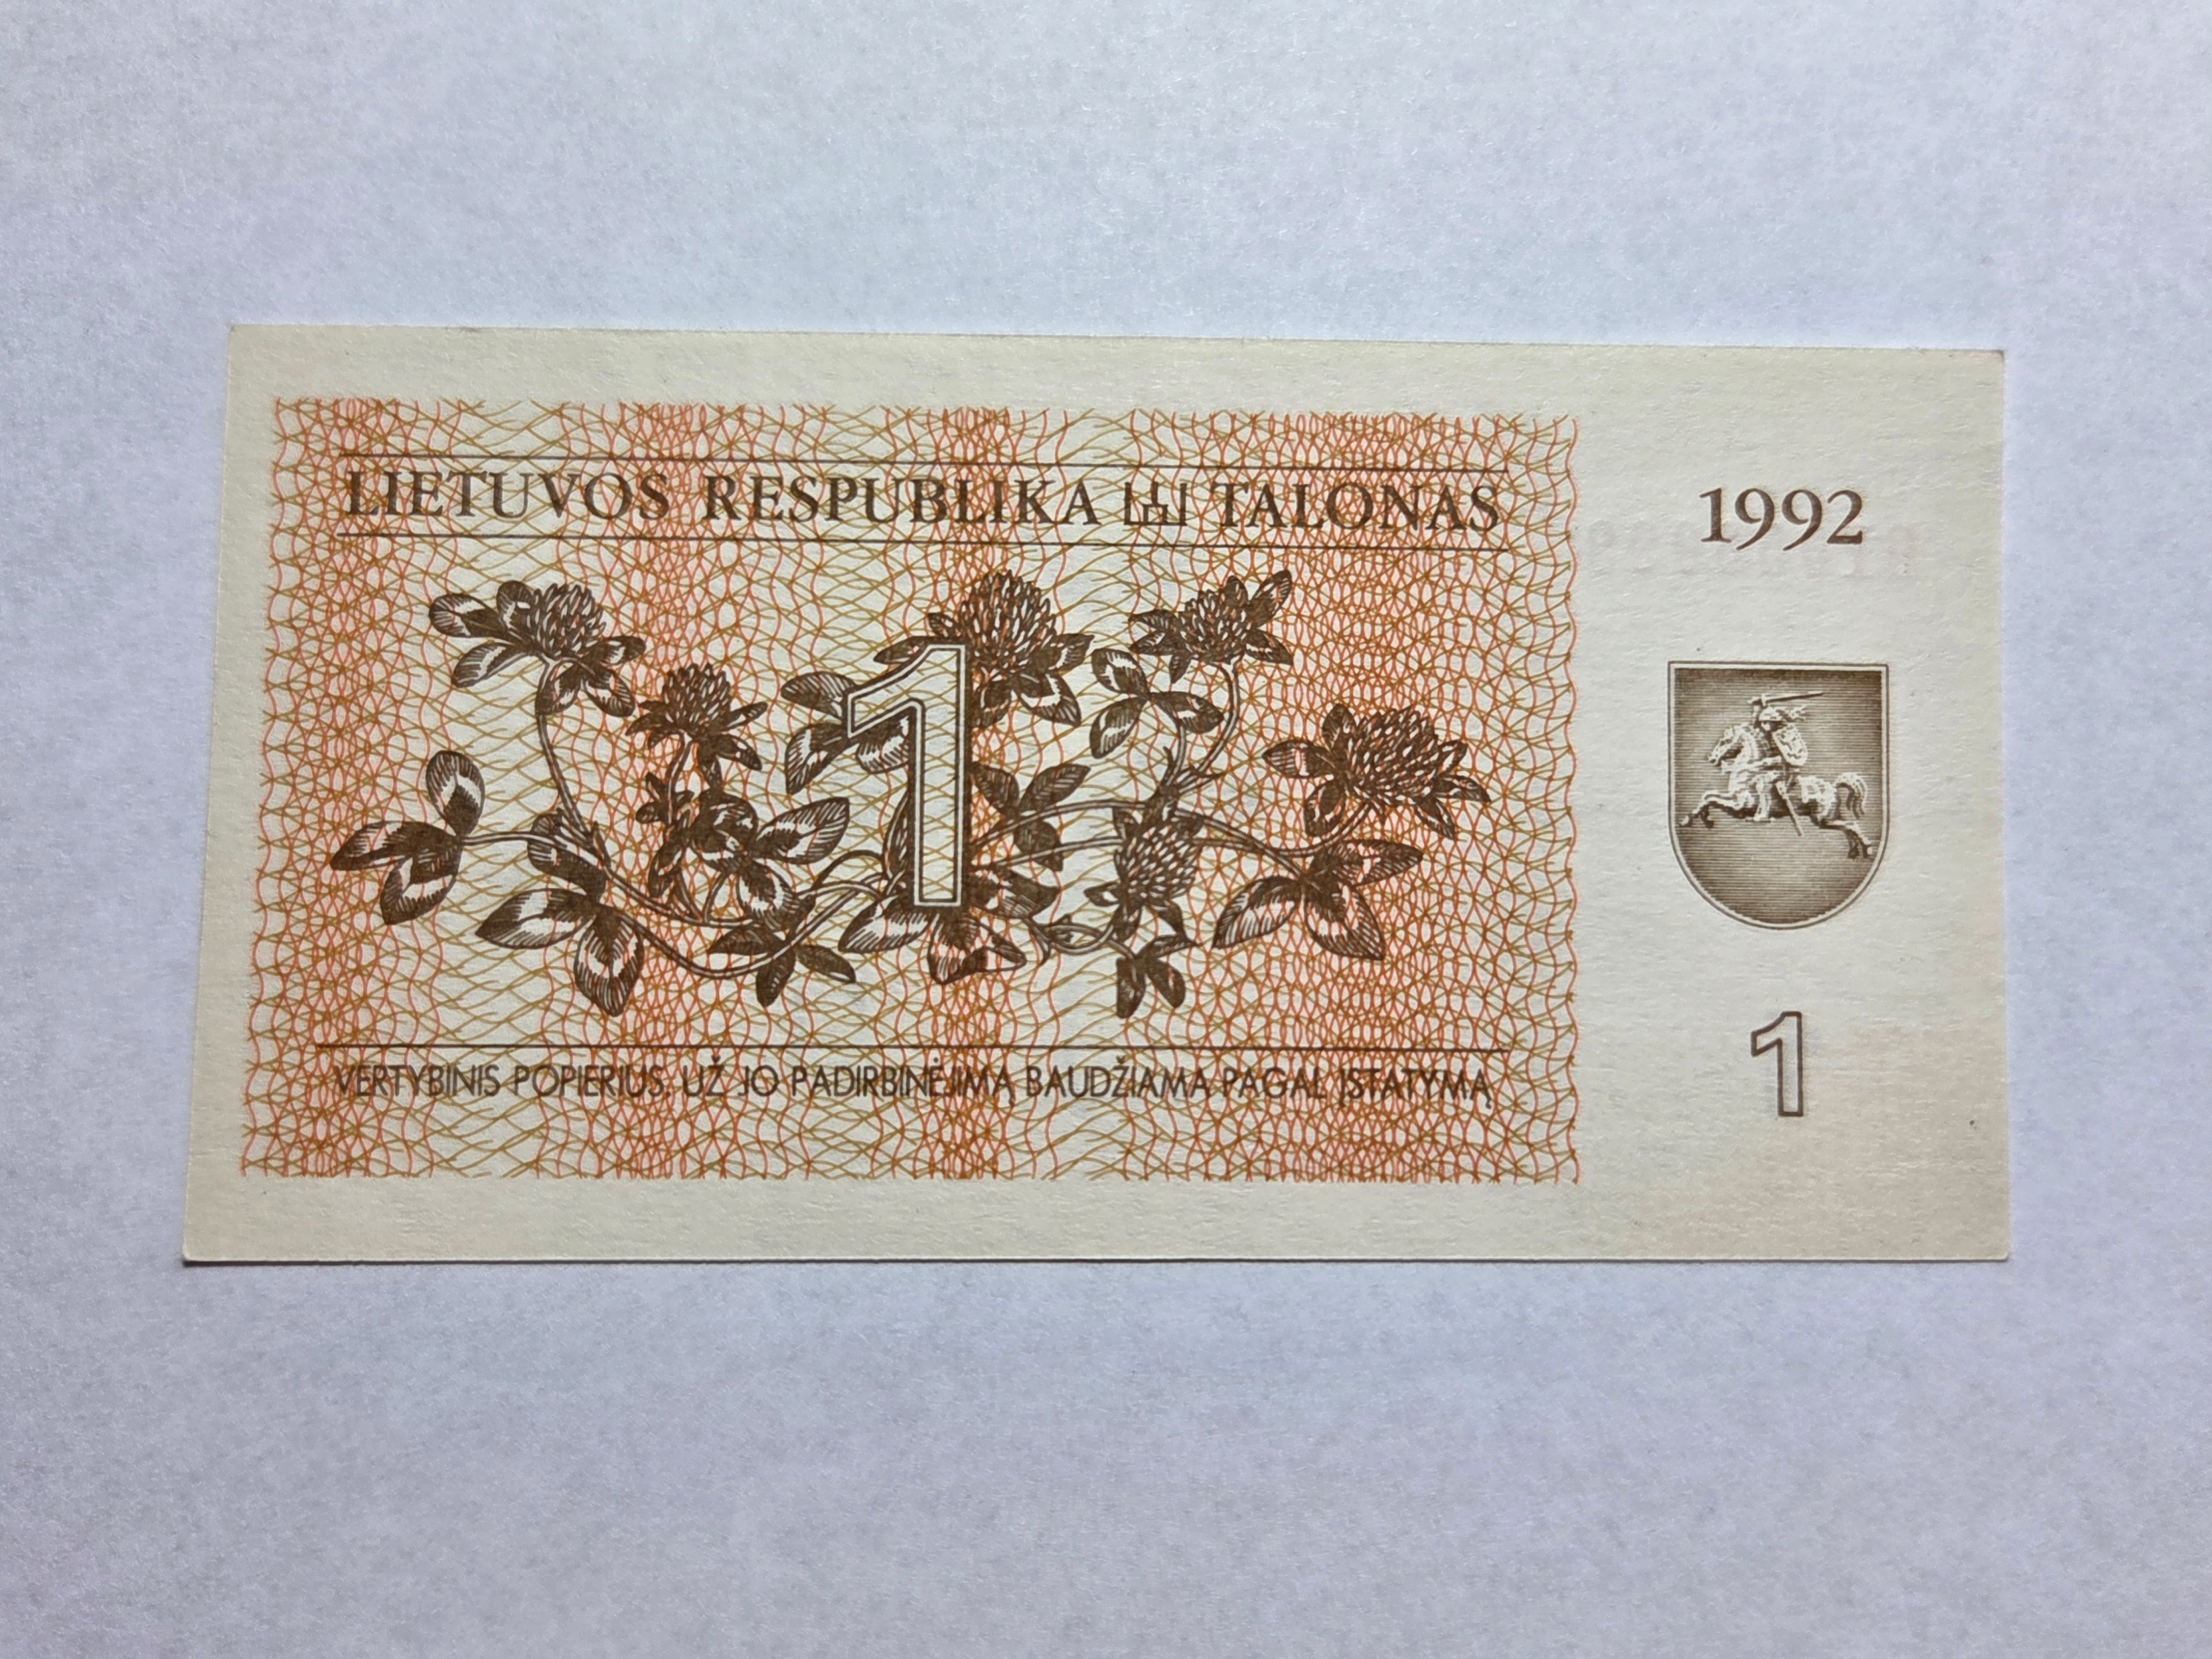 LIETUVOS RESPUBLIKA TALONAS
1992
1
1
VERTYBINIS POPIERIUS. UŽ JO PADIRBINĖJIMĄ BAUDŽIAMA PAGAL ĮSTATYMĄ